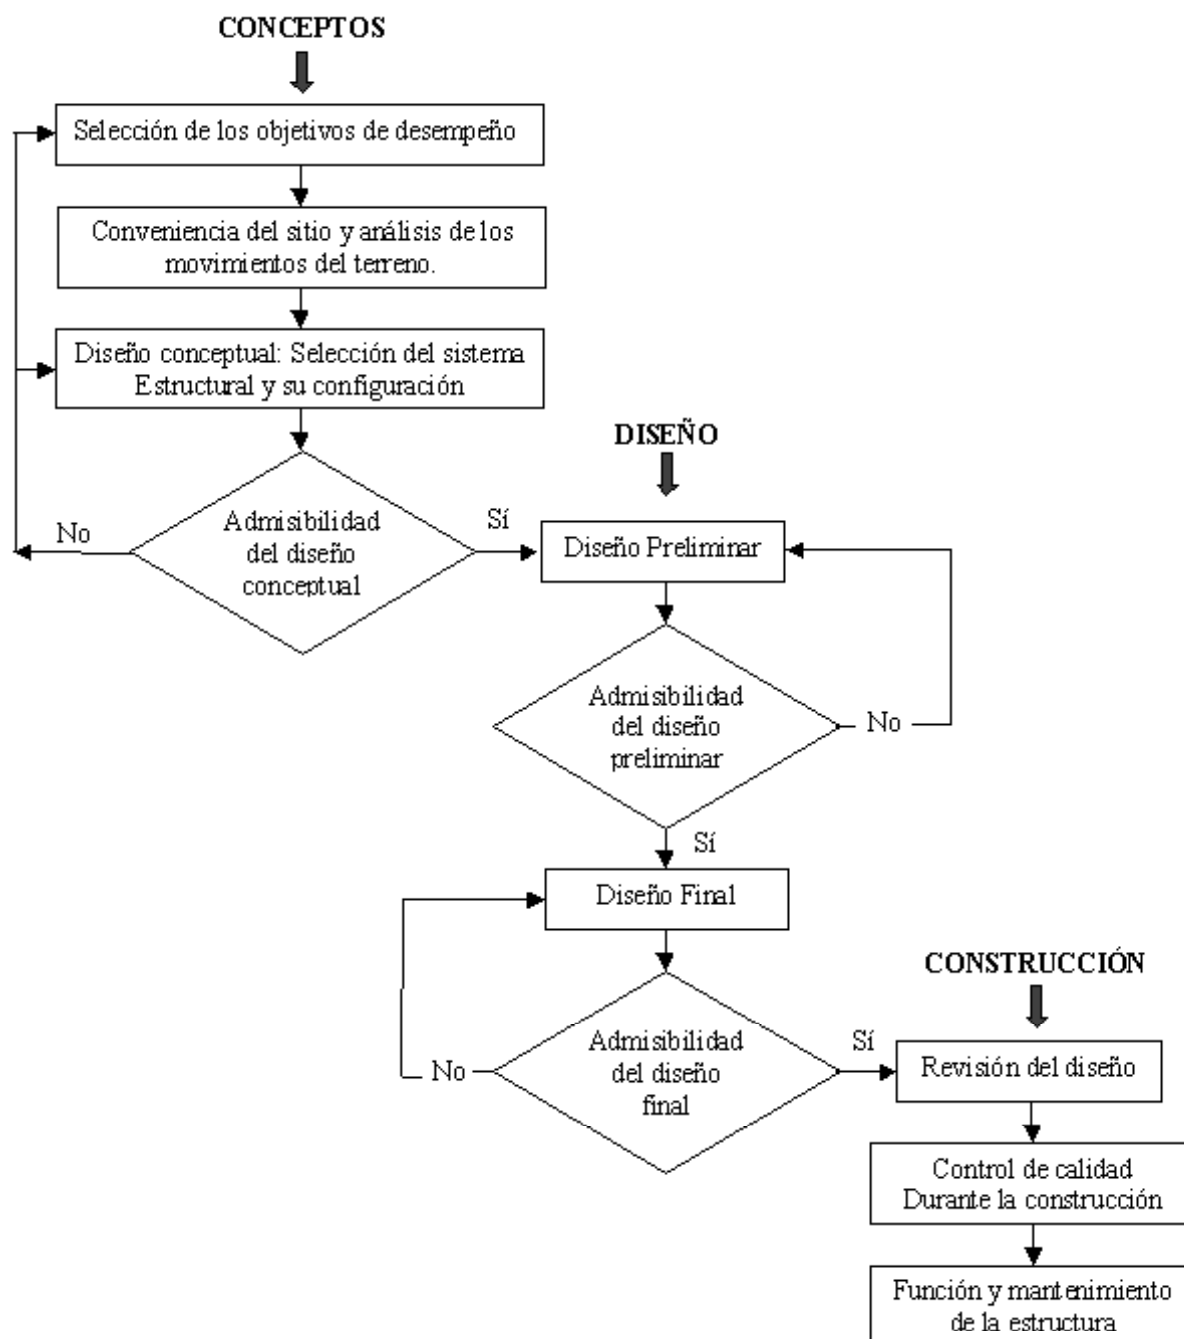 CONCEPTOS
Selección de los objetivos de desempeño
Conveniencia del sitio y análisis de los
movimientos del terreno.
Diseño conceptual: Selección del sistema
Estructural y su configuración
DISEÑO
No
Admisibilidad
del diseño
conceptual
Sí
Diseño Preliminar
Admisibilidad
del diseño
preliminar
No
Sí
Diseño Final
CONSTRUCCIÓN
No
Admisibilidad
del diseño
final
Sí
Revisión del diseño
Control de calidad
Durante la construcción
Función y mantenimiento
de la estructura